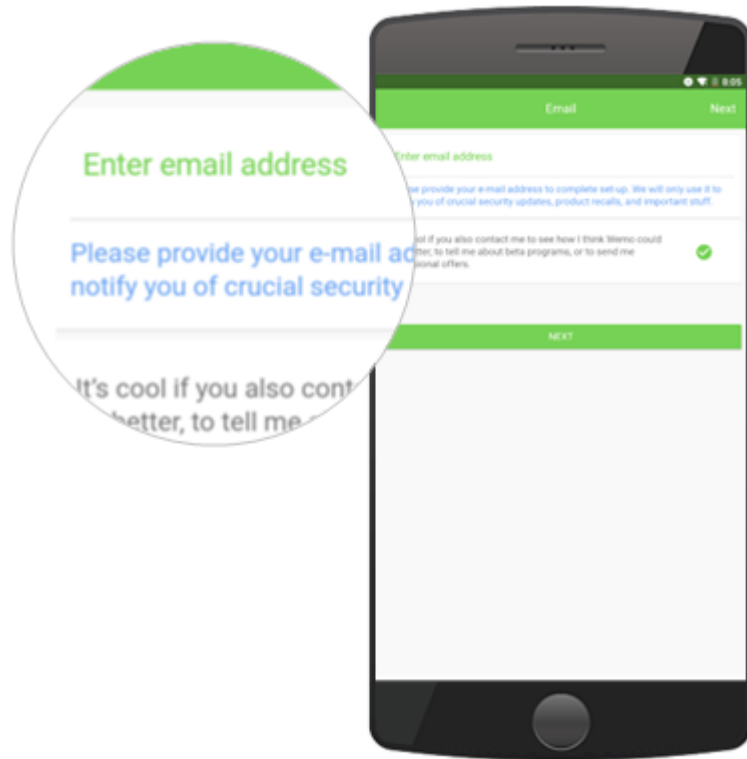 8:05
Email
Next
Enter email address
Please provide your e-mail ad
notify you of crucial security
It's cool if you also cont
better, to tell me
Enter email address
se provide your e-mail address to complete set-up. We will only use it to
you of crucial security updates, product recalls, and important stuff.
ol if you also contact me to see how I think Wemo could
tter, to tell me about beta programs, or to send me
ional offers.
NEXT